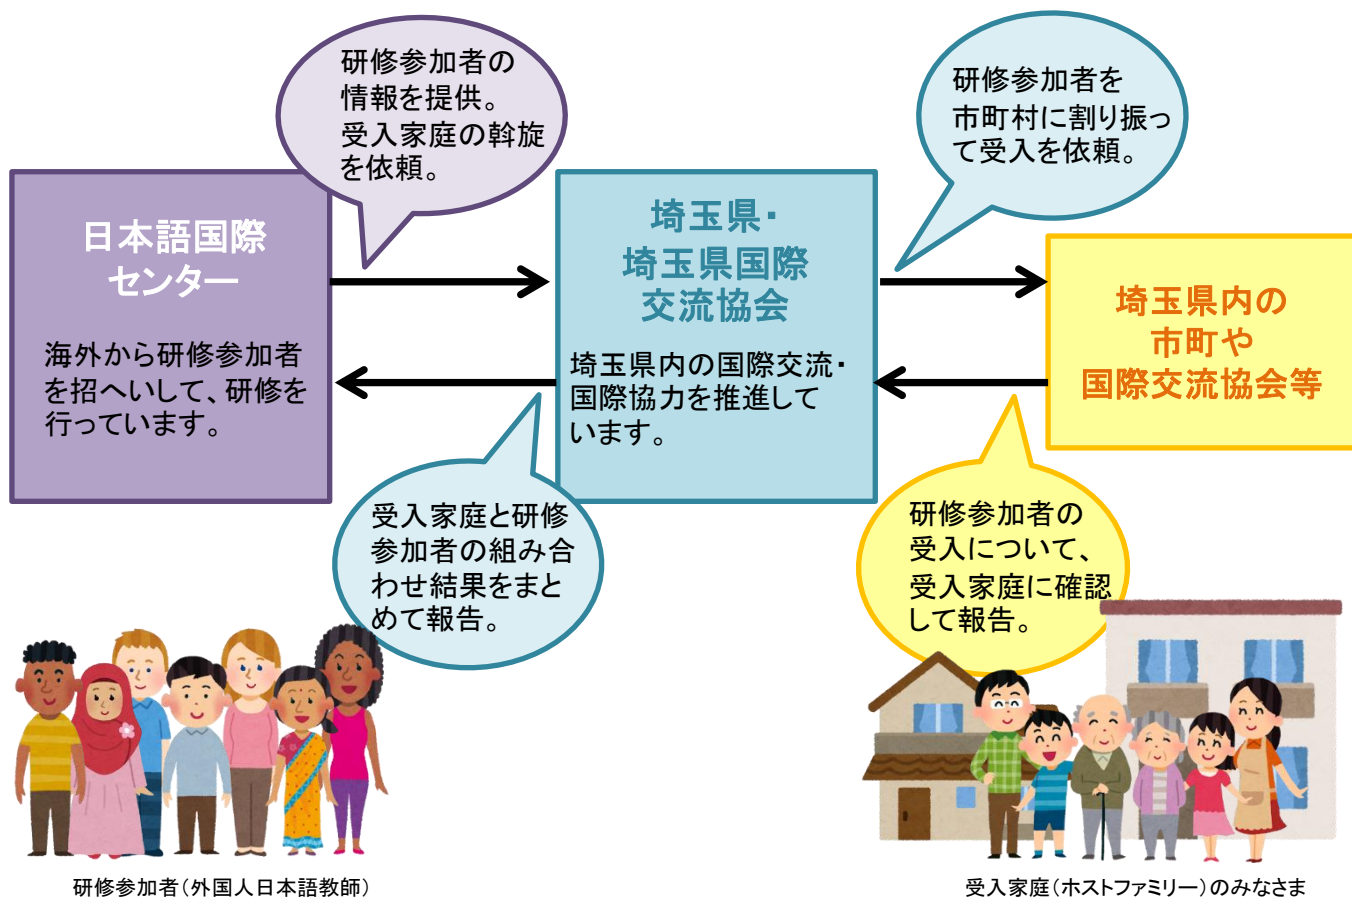 研修参加者の
情報を提供。
受入家庭の斡旋
を依頼。
研修参加者を
市町村に割り振っ
て受入を依頼。
日本語国際
センター
海外から研修参加者
を招へいして、研修を
行っています。
埼玉県・
埼玉県国際
交流協会
埼玉県内の国際交流・
国際協力を推進して
います。
埼玉県内の
市町や
国際交流協会等
受入家庭と研修
参加者の組み合
わせ結果をまと
めて報告。
研修参加者の
受入について、
受入家庭に確認
して報告。
研修参加者（外国人日本語教師）
受入家庭（ホストファミリー）のみなさま